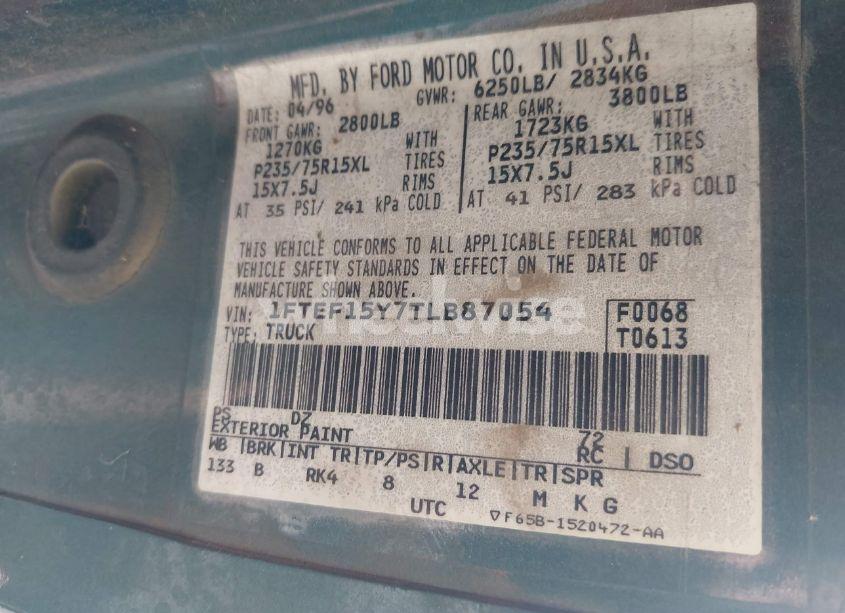 MFD. BY FORD MOTOR CO. IN U.S.A.
DATE: 04/96 GVWR: 6250LB/ 2834KG
FRONT GAWR: 2800LB REAR GAWR: 3800LB
1270KG WITH 1723KG WITH
P235/75R15XL TIRES P235/75R15XL TIRES
15X7.5J RIMS 15X7.5J RIMS
AT 35 PSI/ 241 kPa COLD AT 41 PSI/ 283 kPa COLD
THIS VEHICLE CONFORMS TO ALL APPLICABLE FEDERAL MOTOR
VEHICLE SAFETY STANDARDS IN EFFECT ON THE DATE OF
MANUFACTURE SHOWN ABOVE.
VIN: 1FTEF15Y7TLB87054 F0068
TYPE: TRUCK T0613
PS DZ 72
EXTERIOR PAINT RC DSO
WB BRK INT TR TP/PS R AXLE TR SPR
133 B RK4 8 12 M K G
UTC ▽F65B-1520472-AA